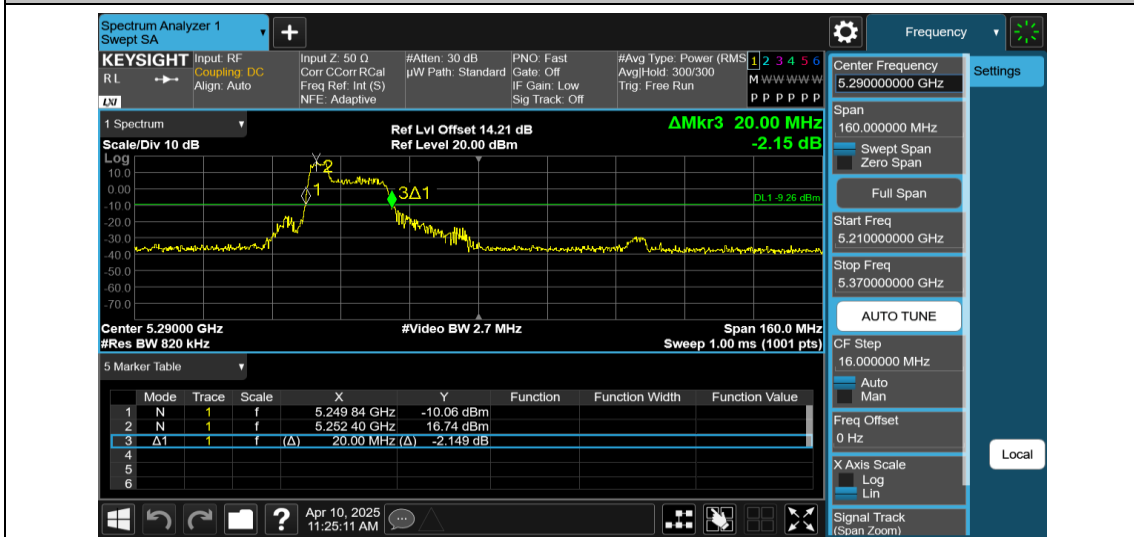 Spectrum Analyzer 1
Swept SA
+
Frequency
KEYSIGHT
R L
LXI
Input: RF
Coupling: DC
Align: Auto
Input Z: 50 Ω
Corr CCorr RCal
Freq Ref: Int (S)
NFE: Adaptive
#Atten: 30 dB
µW Path: Standard
PNO: Fast
Gate: Off
IF Gain: Low
Sig Track: Off
#Avg Type: Power (RMS
Avg|Hold: 300/300
Trig: Free Run
1 2 3 4 5 6
M W W W W W
P P P P P P
1 Spectrum
Scale/Div 10 dB
Ref Lvl Offset 14.21 dB
Ref Level 20.00 dBm
ΔMkr3 20.00 MHz
-2.15 dB
Log
10.0
0.00
-10.0
-20.0
-30.0
-40.0
-50.0
-60.0
-70.0
2
1
3Δ1
DL1 -9.26 dBm
Center 5.29000 GHz
#Video BW 2.7 MHz
Span 160.0 MHz
#Res BW 820 kHz
Sweep 1.00 ms (1001 pts)
5 Marker Table
Mode Trace Scale X Y Function Function Width Function Value
1 N 1 f 5.249 84 GHz -10.06 dBm
2 N 1 f 5.252 40 GHz 16.74 dBm
3 Δ1 1 f (Δ) 20.00 MHz (Δ) -2.149 dB
4
5
6
?
Apr 10, 2025
11:25:11 AM
Center Frequency
5.290000000 GHz
Span
160.000000 MHz
Swept Span
Zero Span
Full Span
Start Freq
5.210000000 GHz
Stop Freq
5.370000000 GHz
AUTO TUNE
CF Step
16.000000 MHz
Auto
Man
Freq Offset
0 Hz
X Axis Scale
Log
Lin
Signal Track
(Span Zoom)
Settings
Local